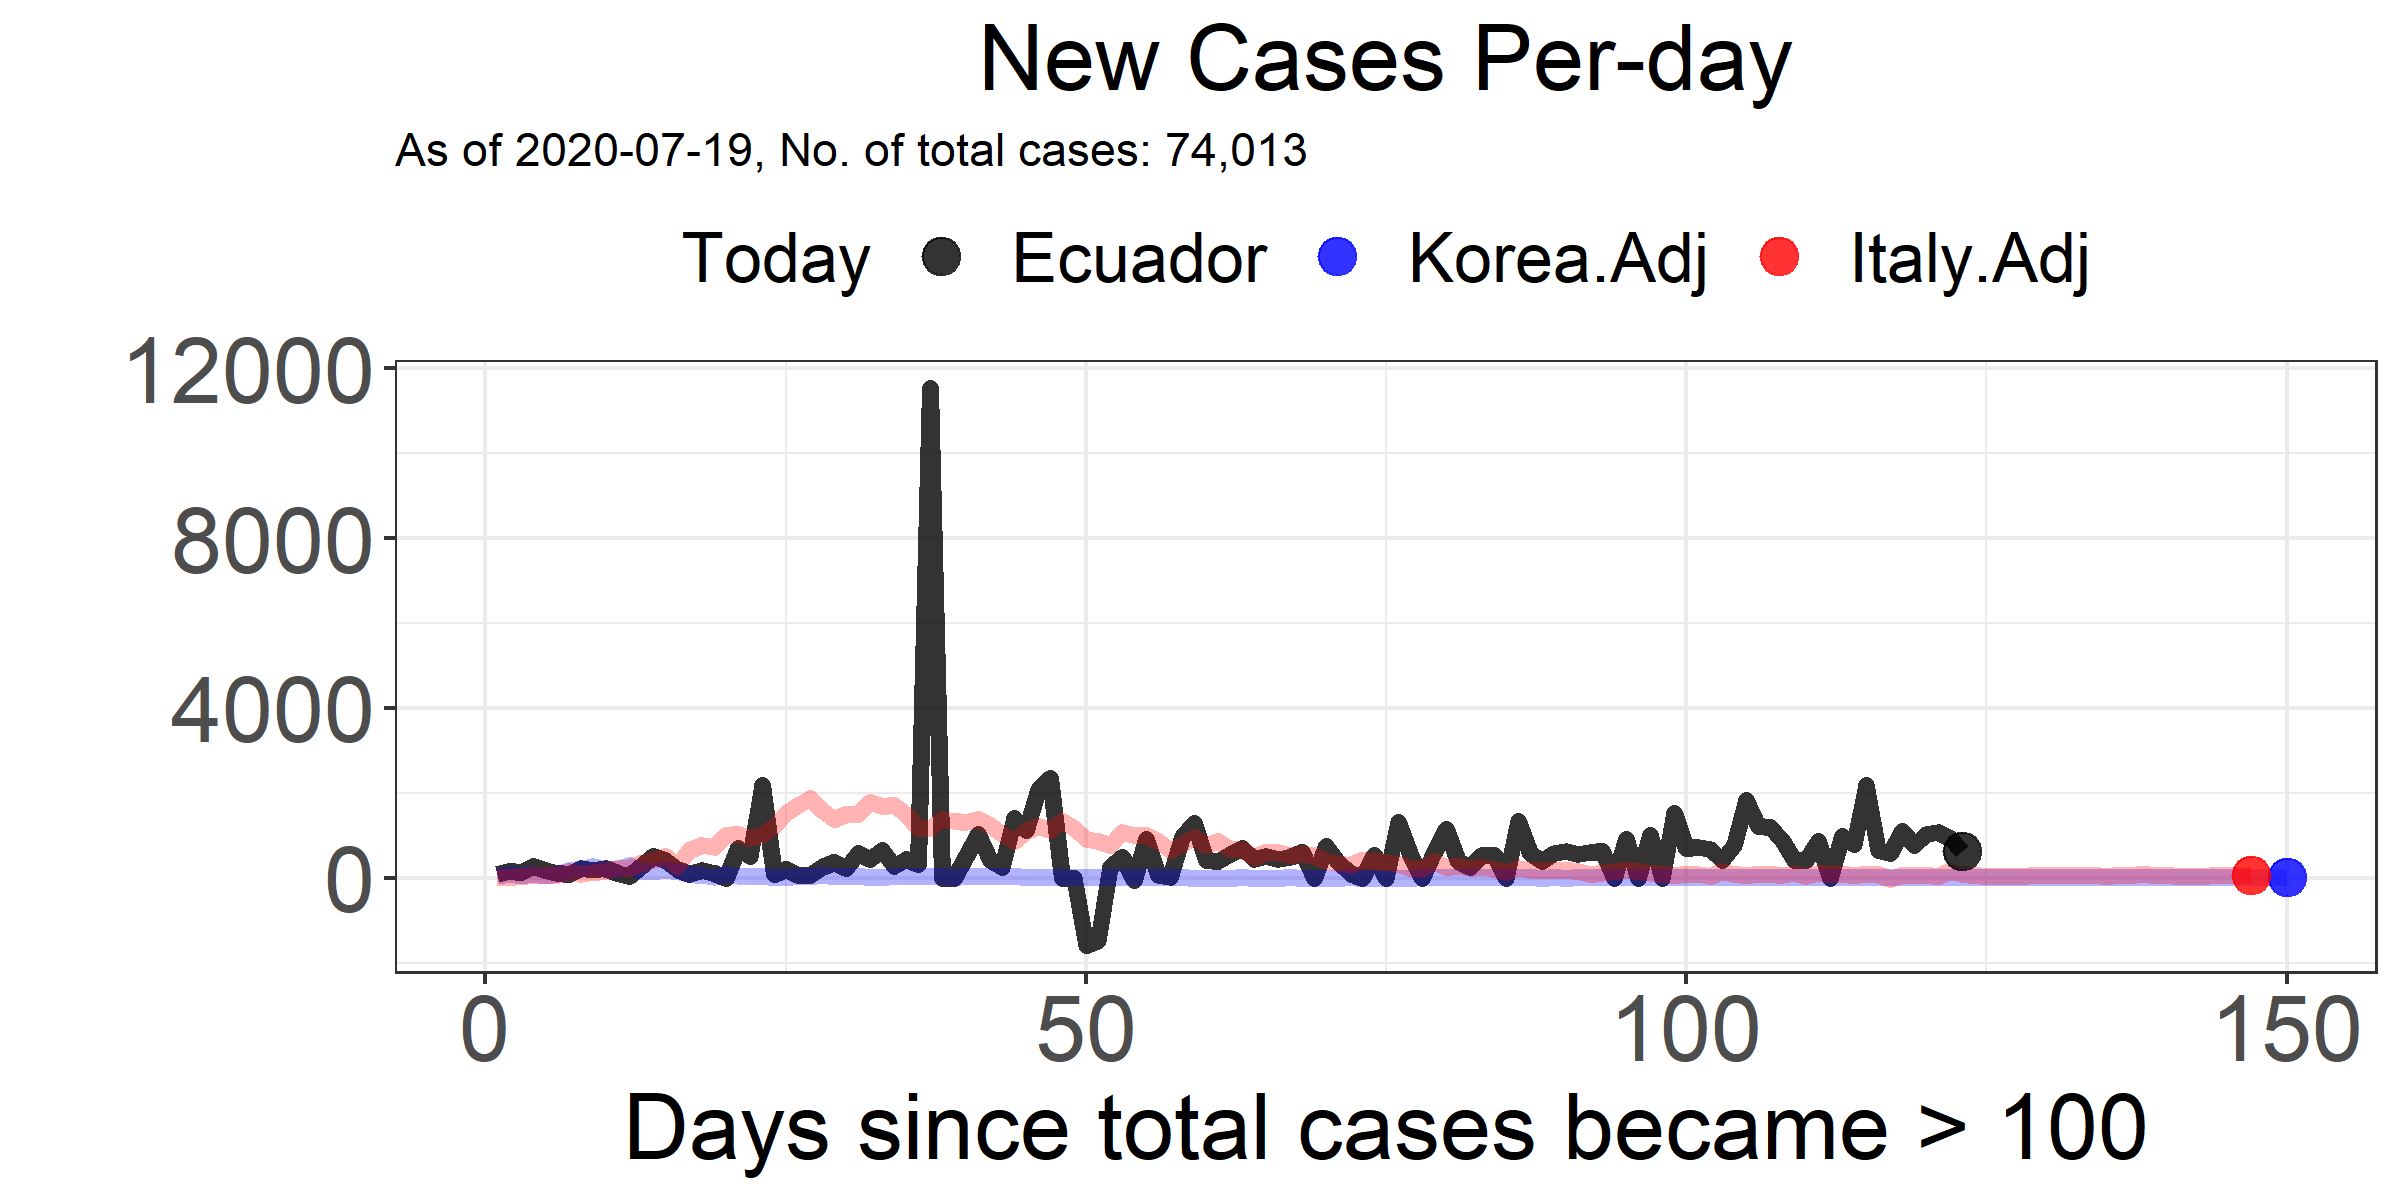 New Cases Per-day
As of 2020-07-19, No. of total cases: 74,013
Today Ecuador Korea.Adj Italy.Adj
12000
8000
4000
0
0 50 100 150
Days since total cases became > 100